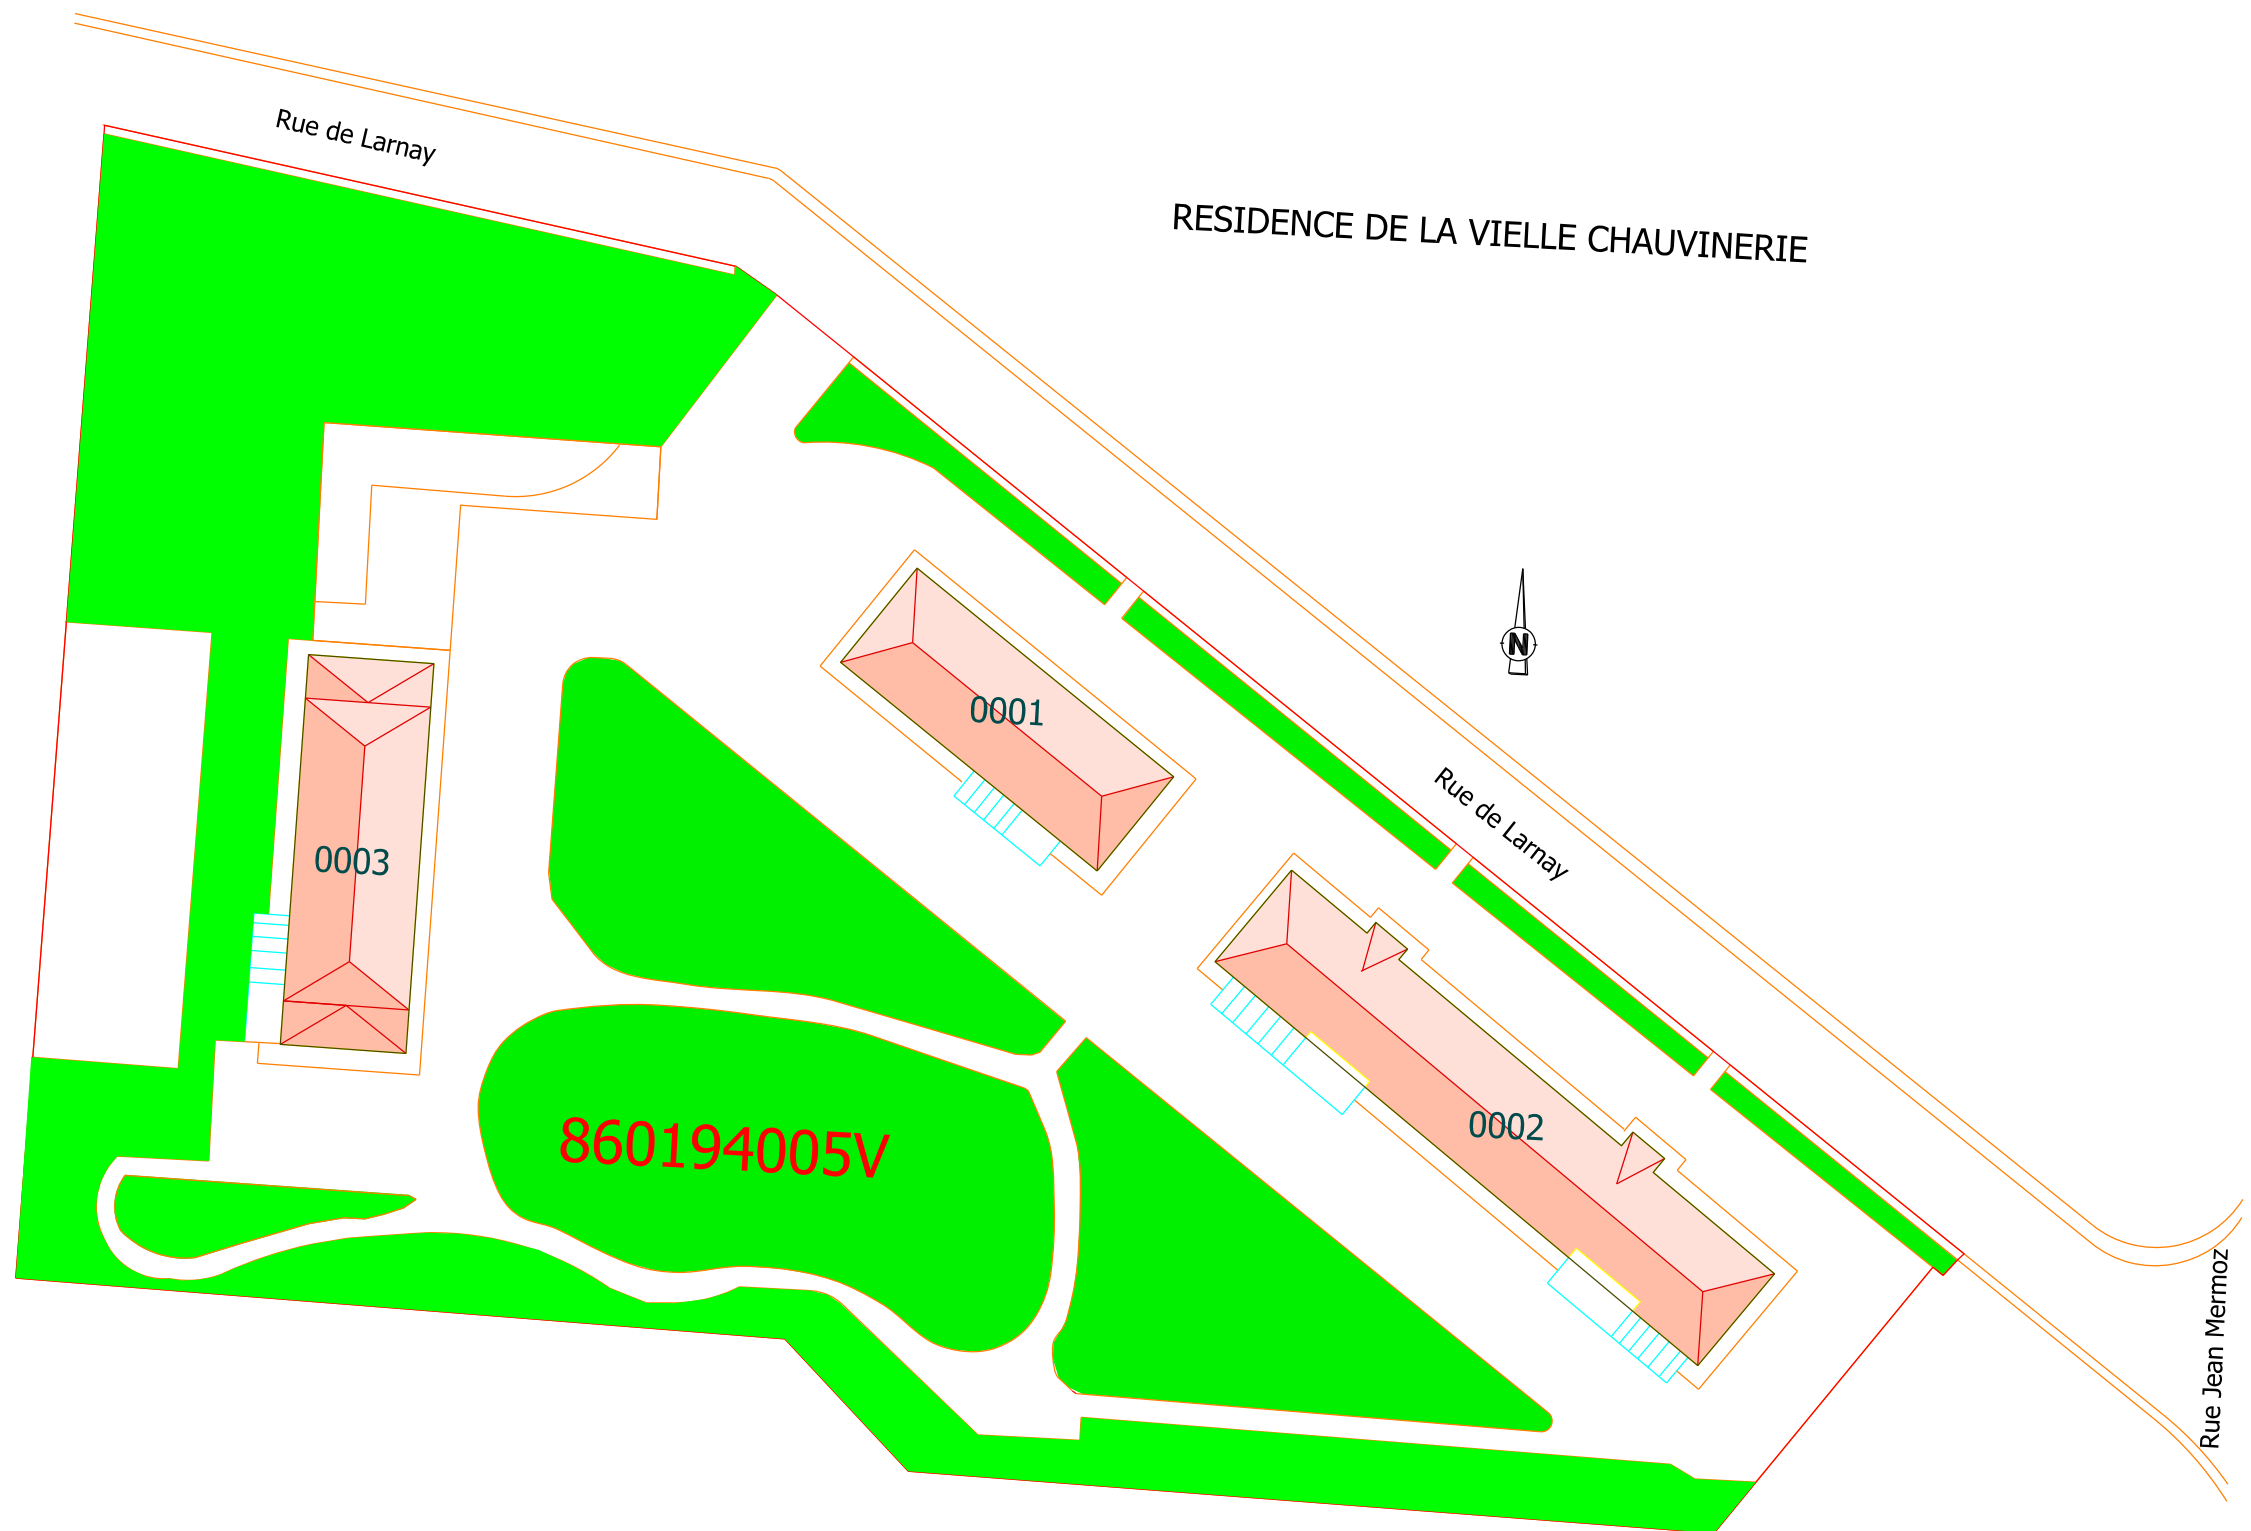 Rue de Larnay
RESIDENCE DE LA VIELLE CHAUVINERIE
N
0001
Rue de Larnay
0003
0002
860194005V
Rue Jean Mermoz